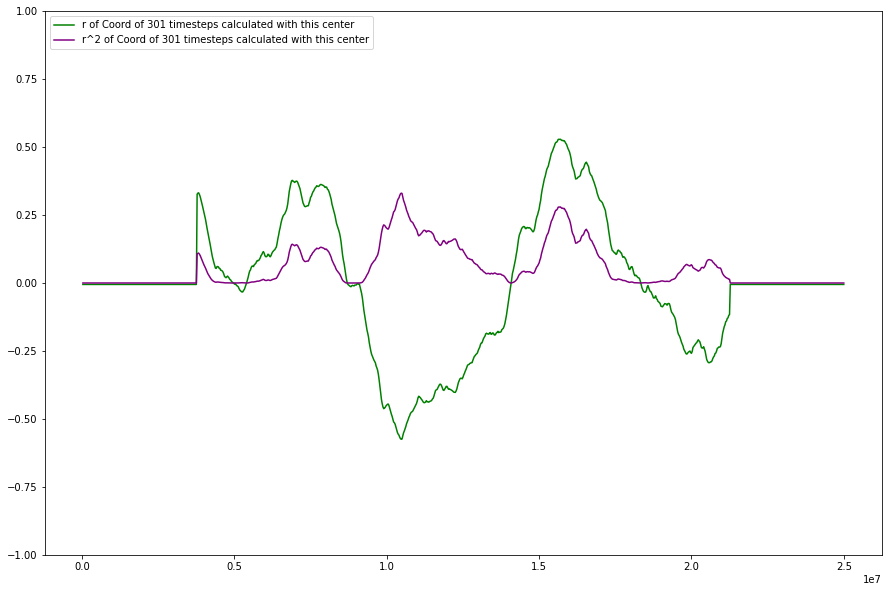 1.00
r of Coord of 301 timesteps calculated with this center
r^2 of Coord of 301 timesteps calculated with this center
0.75
0.50
0.25
0.00
−0.25
−0.50
−0.75
−1.00
0.0 0.5 1.0 1.5 2.0 2.5
1e7